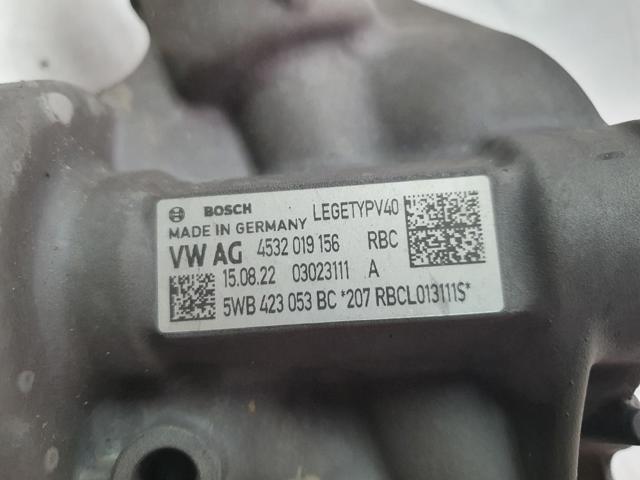 BOSCH LEGETYPV40
MADE IN GERMANY
VW AG 4532 019 156 RBC
15.08.22 03023111 A
5WB 423 053 BC *207 RBCL013111S*